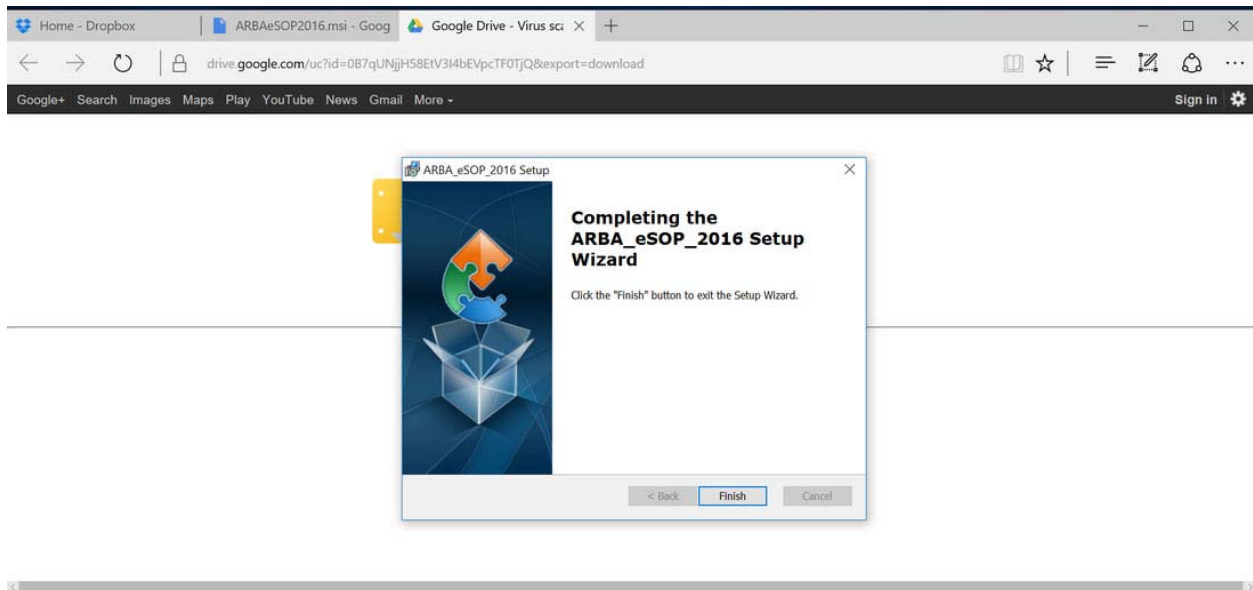 Home - Dropbox
ARBAeSOP2016.msi - Goog
Google Drive - Virus sca
drive.google.com/uc?id=0B7qUNjjH58EtV3I4bEVpcTF0TjQ&export=download
Google+ Search Images Maps Play YouTube News Gmail More
Sign in
ARBA_eSOP_2016 Setup
Completing the
ARBA_eSOP_2016 Setup
Wizard
Click the "Finish" button to exit the Setup Wizard.
< Back Finish Cancel